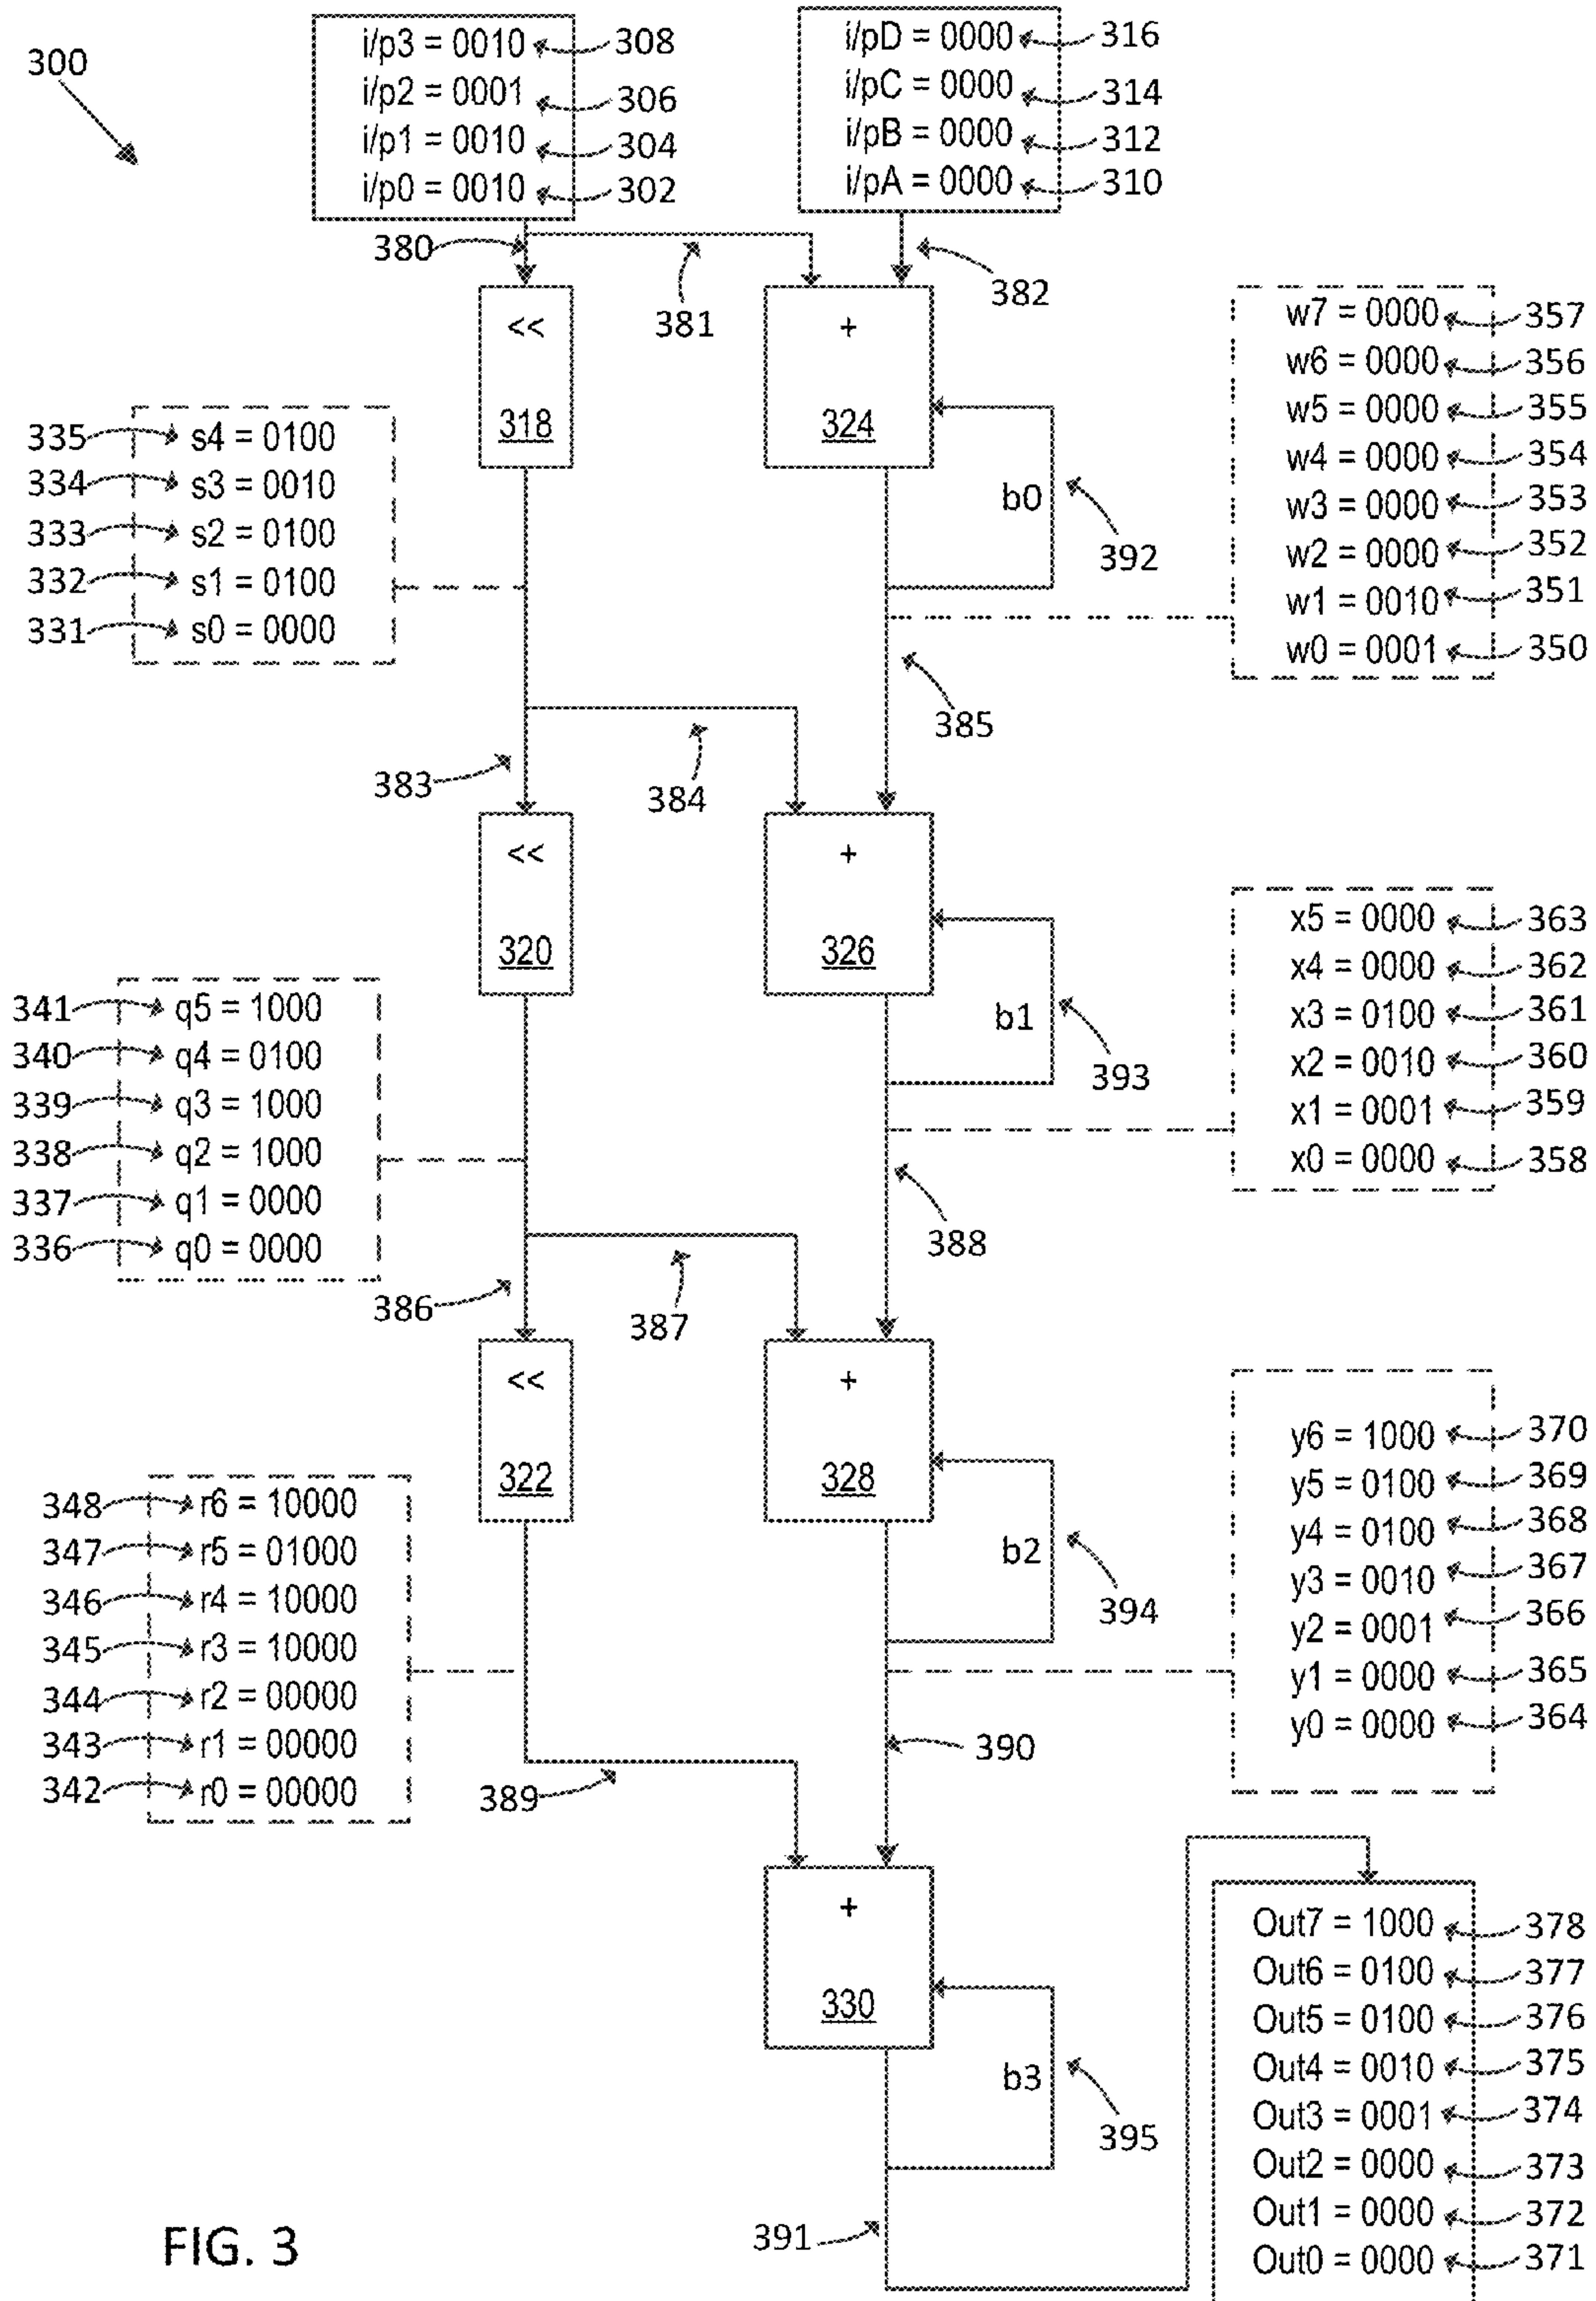 300
i/p3 = 0010 308
i/p2 = 0001 306
i/p1 = 0010 304
i/p0 = 0010 302
i/pD = 0000 316
i/pC = 0000 314
i/pB = 0000 312
i/pA = 0000 310
380
381
382
<<
318
+
324
b0
392
w7 = 0000 357
w6 = 0000 356
w5 = 0000 355
w4 = 0000 354
w3 = 0000 353
w2 = 0000 352
w1 = 0010 351
w0 = 0001 350
335 s4 = 0100
334 s3 = 0010
333 s2 = 0100
332 s1 = 0100
331 s0 = 0000
383
384
385
<<
320
+
326
b1
393
x5 = 0000 363
x4 = 0000 362
x3 = 0100 361
x2 = 0010 360
x1 = 0001 359
x0 = 0000 358
341 q5 = 1000
340 q4 = 0100
339 q3 = 1000
338 q2 = 1000
337 q1 = 0000
336 q0 = 0000
386
387
388
<<
322
+
328
b2
394
y6 = 1000 370
y5 = 0100 369
y4 = 0100 368
y3 = 0010 367
y2 = 0001 366
y1 = 0000 365
y0 = 0000 364
348 r6 = 10000
347 r5 = 01000
346 r4 = 10000
345 r3 = 10000
344 r2 = 00000
343 r1 = 00000
342 r0 = 00000
389
390
+
330
b3
395
391
Out7 = 1000 378
Out6 = 0100 377
Out5 = 0100 376
Out4 = 0010 375
Out3 = 0001 374
Out2 = 0000 373
Out1 = 0000 372
Out0 = 0000 371
FIG. 3